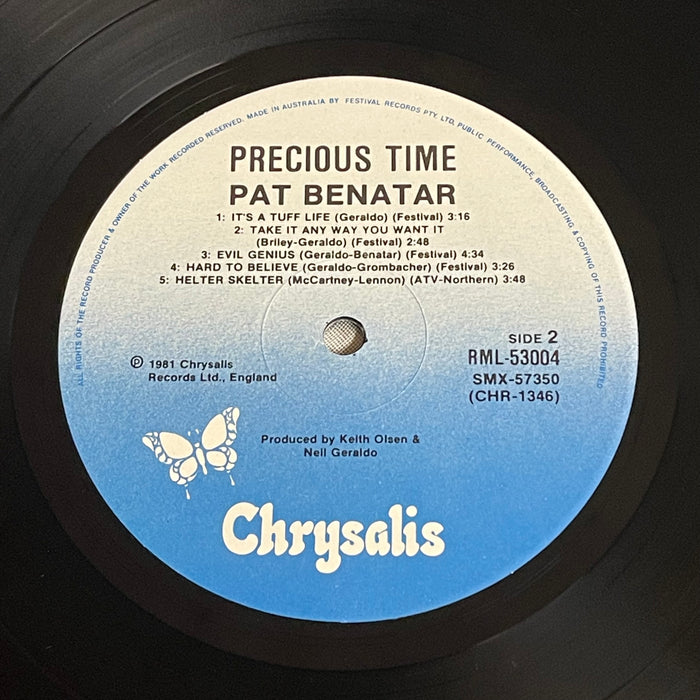 ALL RIGHTS OF THE RECORD PRODUCER & OWNER OF THE WORK RECORDED RESERVED. MADE IN AUSTRALIA BY FESTIVAL RECORDS PTY. LTD. PUBLIC PERFORMANCE, BROADCASTING & COPYING OF THIS RECORD PROHIBITED
PRECIOUS TIME
PAT BENATAR
1: IT'S A TUFF LIFE (Geraldo) (Festival) 3:16
2: TAKE IT ANY WAY YOU WANT IT
(Briley-Geraldo) (Festival) 2:48
3: EVIL GENIUS (Geraldo-Benatar) (Festival) 4:34
4: HARD TO BELIEVE (Geraldo-Grombacher) (Festival) 3:26
5: HELTER SKELTER (McCartney-Lennon) (ATV-Northern) 3:48
SIDE 2
RML-53004
SMX-57350
(CHR-1346)
℗ 1981 Chrysalis
Records Ltd., England
Produced by Keith Olsen &
Neil Geraldo
Chrysalis